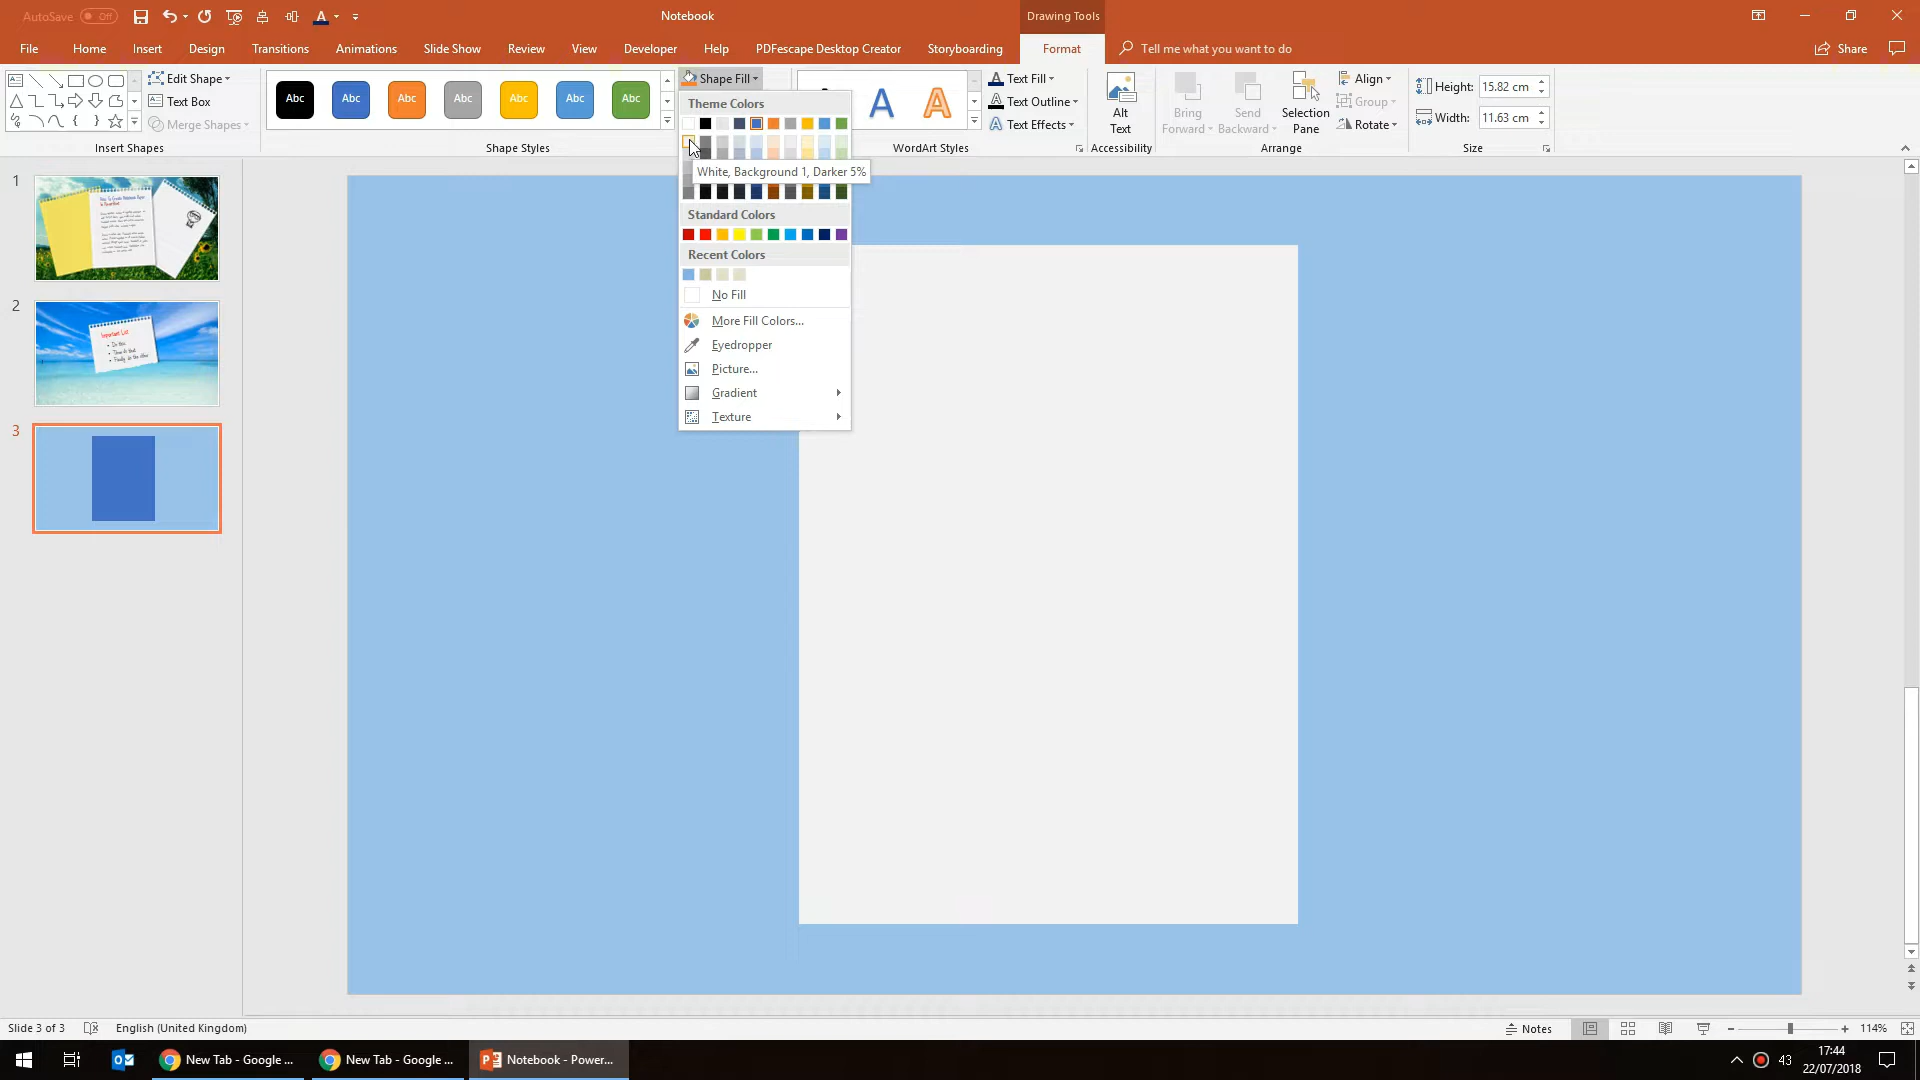 AutoSave Off
Notebook
Drawing Tools
File Home Insert Design Transitions Animations Slide Show Review View Developer Help PDFescape Desktop Creator Storyboarding Format Tell me what you want to do Share
Edit Shape
Text Box
Merge Shapes
Insert Shapes
Abc Abc Abc Abc Abc Abc Abc
Shape Styles
Shape Fill
Theme Colors
White, Background 1, Darker 5%
Standard Colors
Recent Colors
No Fill
More Fill Colors...
Eyedropper
Picture...
Gradient
Texture
A A
WordArt Styles
Text Fill
Text Outline
Text Effects
Alt Text
Accessibility
Bring Forward
Send Backward
Selection Pane
Align
Group
Rotate
Arrange
Height: 15.82 cm
Width: 11.63 cm
Size
1
2
Important List
3
Slide 3 of 3 English (United Kingdom)
Notes
114%
New Tab - Google ...
New Tab - Google ...
Notebook - Power...
43
17:44
22/07/2018